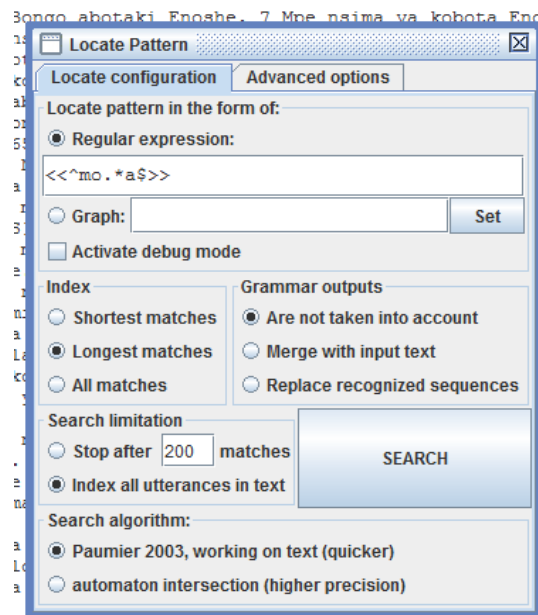 Bongo abotaki Enoshe. 7 Mpe nsima ya kobota Eno
Locate Pattern
Locate configuration Advanced options
Locate pattern in the form of:
Regular expression:
<<^mo.*a$>>
Graph: Set
Activate debug mode
Index Grammar outputs
Shortest matches Are not taken into account
Longest matches Merge with input text
All matches Replace recognized sequences
Search limitation
Stop after 200 matches SEARCH
Index all utterances in text
Search algorithm:
Paumier 2003, working on text (quicker)
automaton intersection (higher precision)